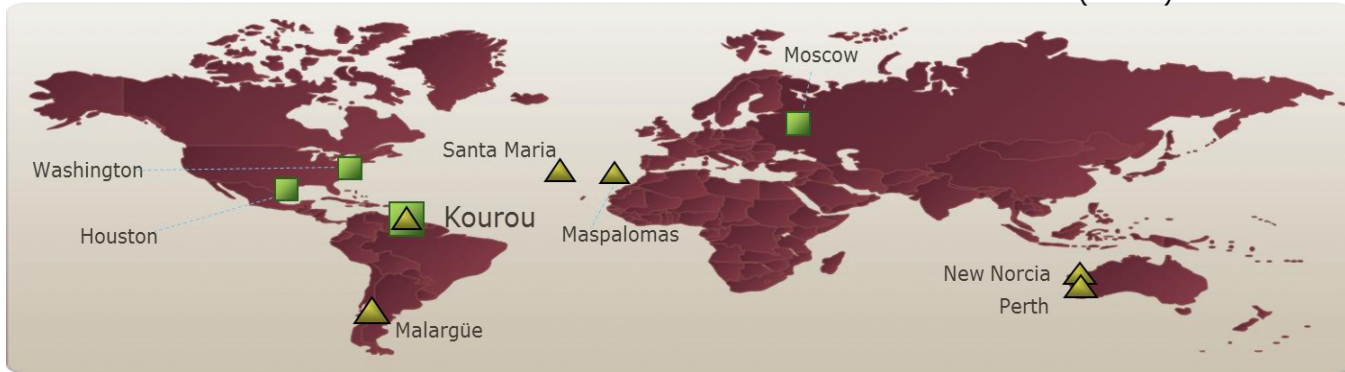 Moscow
Santa Maria
Washington
Kourou
Houston
Maspalomas
New Norcia
Perth
Malargüe